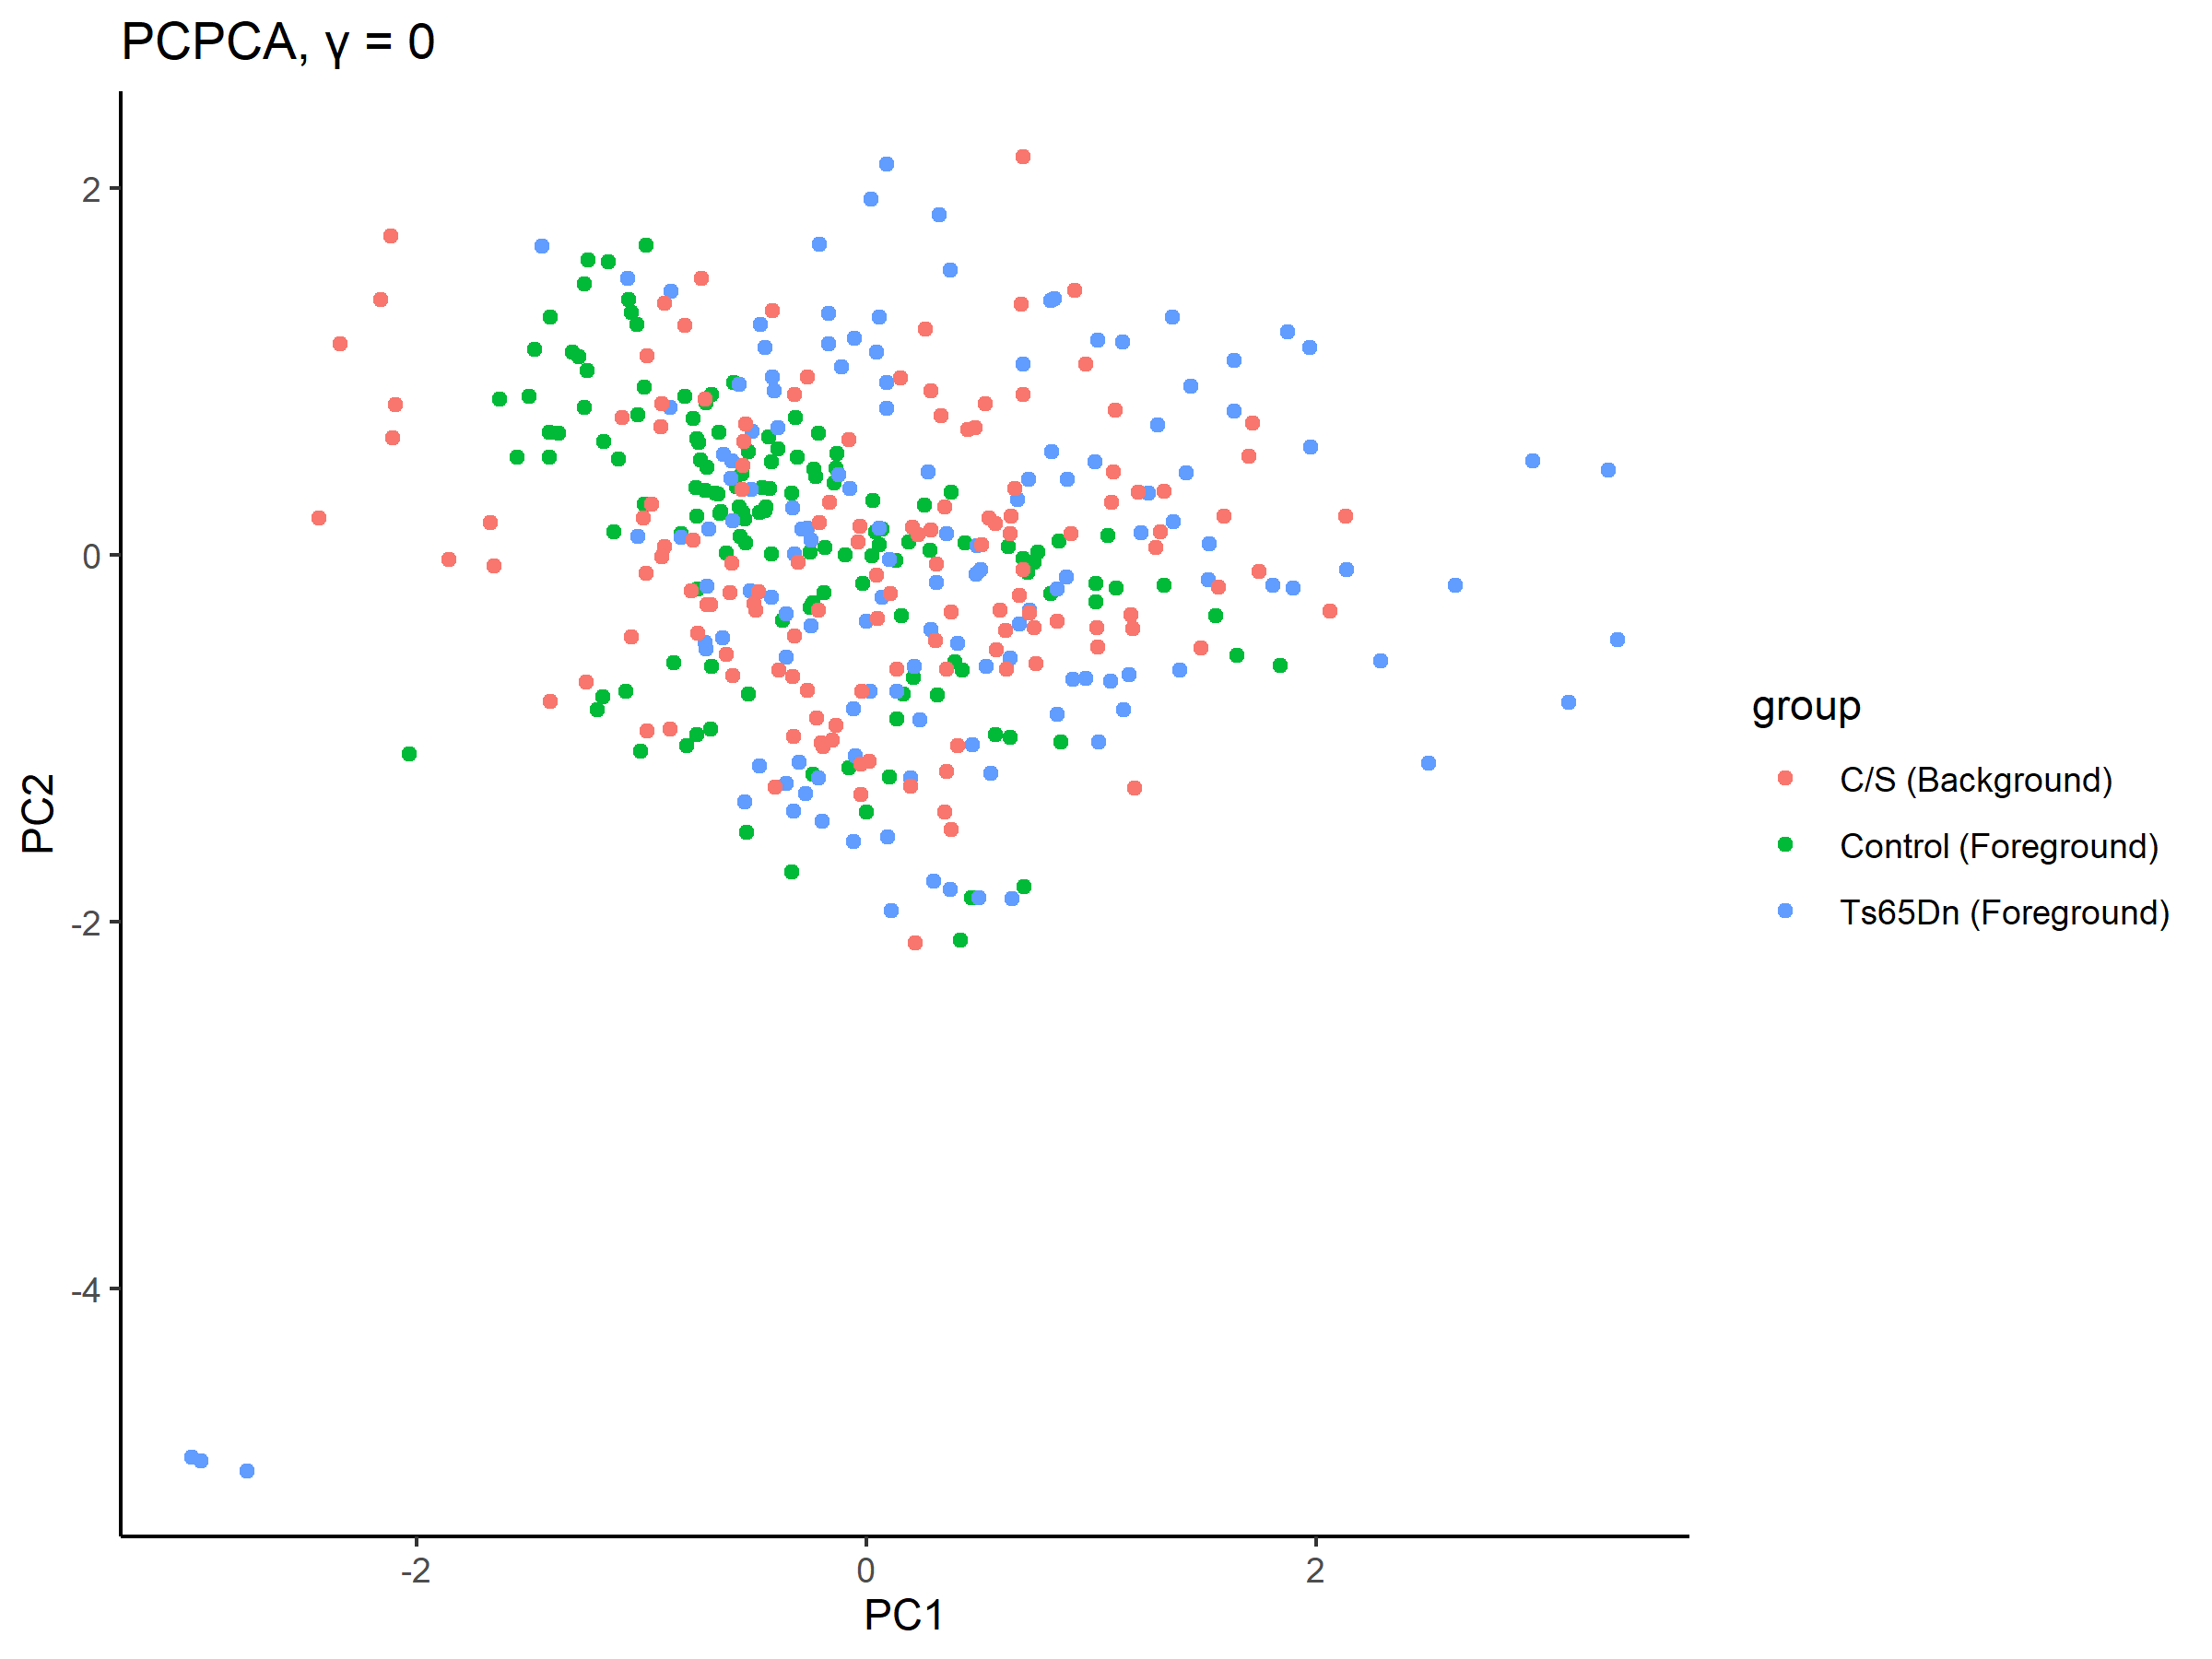 PCPCA, γ = 0
2
0
-2
-4
PC2
-2
0
2
PC1
group
C/S (Background)
Control (Foreground)
Ts65Dn (Foreground)